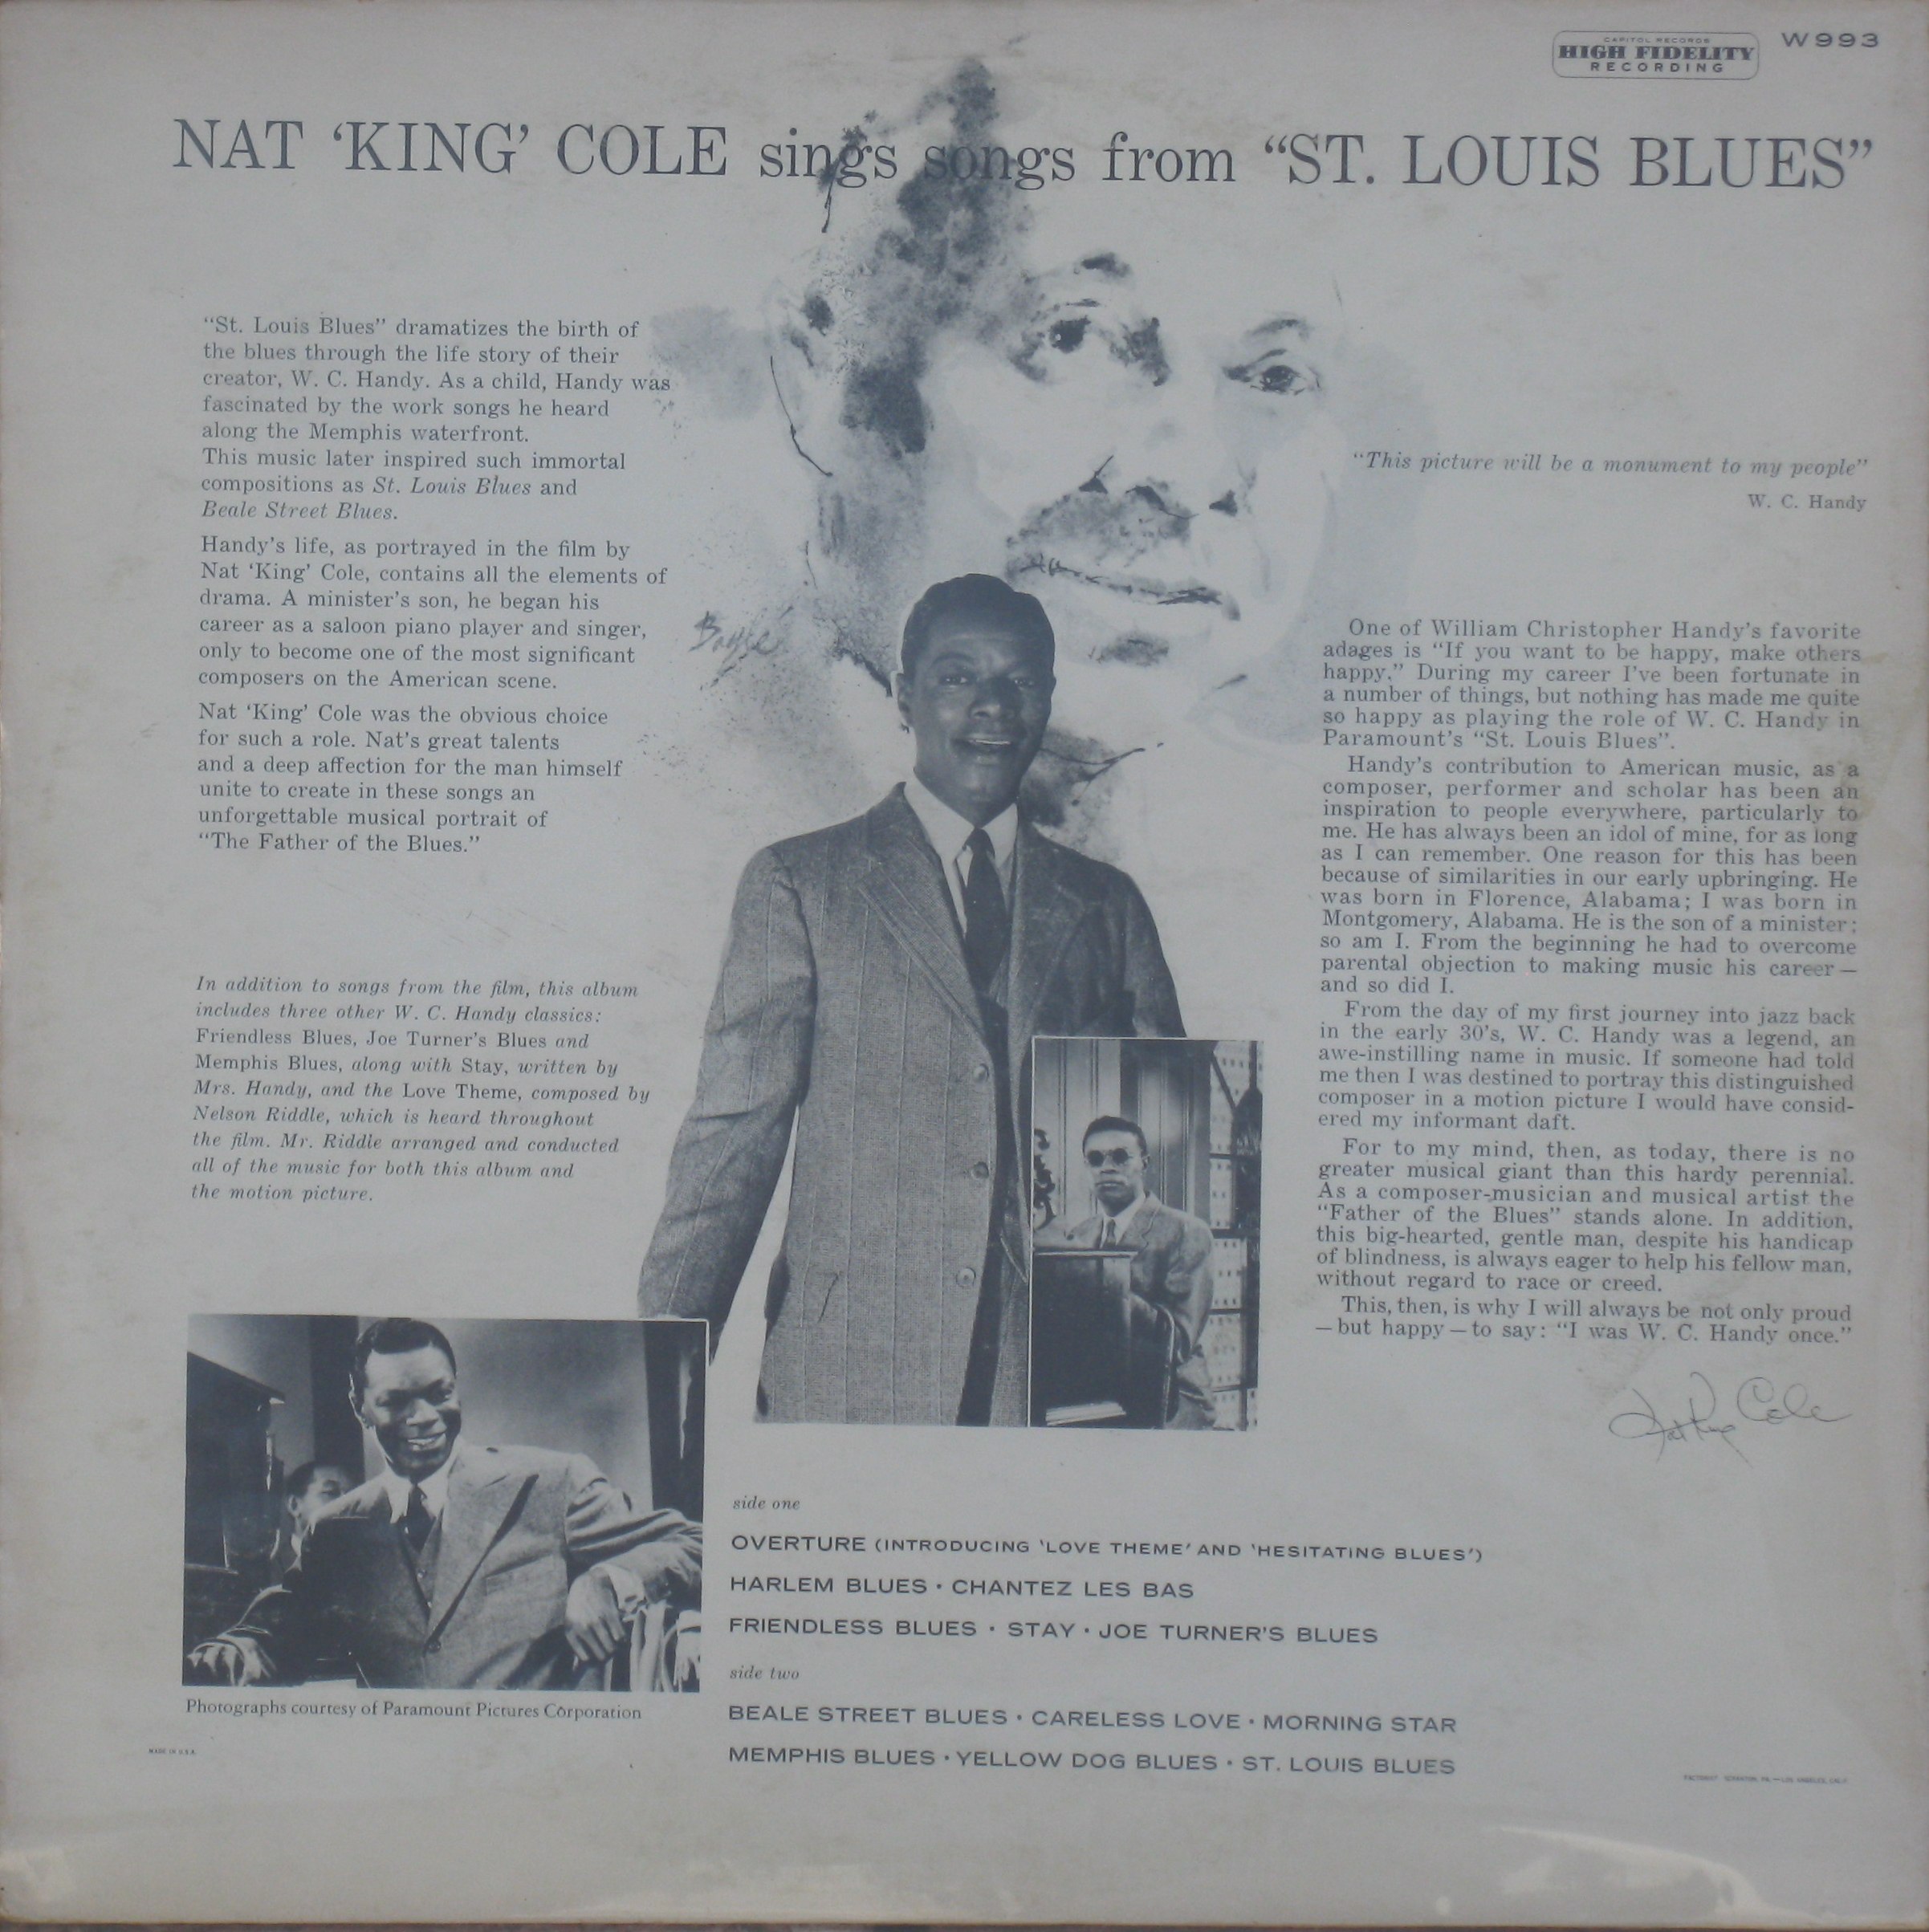 CAPITOL RECORDS
HIGH FIDELITY
RECORDING
W993
NAT ‘KING’ COLE sings songs from “ST. LOUIS BLUES”
“St. Louis Blues” dramatizes the birth of
the blues through the life story of their
creator, W. C. Handy. As a child, Handy was
fascinated by the work songs he heard
along the Memphis waterfront.
This music later inspired such immortal
compositions as St. Louis Blues and
Beale Street Blues.
Handy’s life, as portrayed in the film by
Nat ‘King’ Cole, contains all the elements of
drama. A minister’s son, he began his
career as a saloon piano player and singer,
only to become one of the most significant
composers on the American scene.
Nat ‘King’ Cole was the obvious choice
for such a role. Nat’s great talents
and a deep affection for the man himself
unite to create in these songs an
unforgettable musical portrait of
“The Father of the Blues.”
In addition to songs from the film, this album
includes three other W. C. Handy classics:
Friendless Blues, Joe Turner’s Blues and
Memphis Blues, along with Stay, written by
Mrs. Handy, and the Love Theme, composed by
Nelson Riddle, which is heard throughout
the film. Mr. Riddle arranged and conducted
all of the music for both this album and
the motion picture.
“This picture will be a monument to my people”
W. C. Handy
One of William Christopher Handy’s favorite
adages is “If you want to be happy, make others
happy.” During my career I’ve been fortunate in
a number of things, but nothing has made me quite
so happy as playing the role of W. C. Handy in
Paramount’s “St. Louis Blues”.
Handy’s contribution to American music, as a
composer, performer and scholar has been an
inspiration to people everywhere, particularly to
me. He has always been an idol of mine, for as long
as I can remember. One reason for this has been
because of similarities in our early upbringing. He
was born in Florence, Alabama; I was born in
Montgomery, Alabama. He is the son of a minister;
so am I. From the beginning he had to overcome
parental objection to making music his career —
and so did I.
From the day of my first journey into jazz back
in the early 30’s, W. C. Handy was a legend, an
awe-instilling name in music. If someone had told
me then I was destined to portray this distinguished
composer in a motion picture I would have consid-
ered my informant daft.
For to my mind, then, as today, there is no
greater musical giant than this hardy perennial.
As a composer-musician and musical artist the
“Father of the Blues” stands alone. In addition,
this big-hearted, gentle man, despite his handicap
of blindness, is always eager to help his fellow man,
without regard to race or creed.
This, then, is why I will always be not only proud
— but happy — to say: “I was W. C. Handy once.”
Nat King Cole
Photographs courtesy of Paramount Pictures Corporation
MADE IN U.S.A.
side one
OVERTURE (INTRODUCING ‘LOVE THEME’ AND ‘HESITATING BLUES’)
HARLEM BLUES • CHANTEZ LES BAS
FRIENDLESS BLUES • STAY • JOE TURNER’S BLUES
side two
BEALE STREET BLUES • CARELESS LOVE • MORNING STAR
MEMPHIS BLUES • YELLOW DOG BLUES • ST. LOUIS BLUES
SCRANTON, PA. — LOS ANGELES, CALIF.